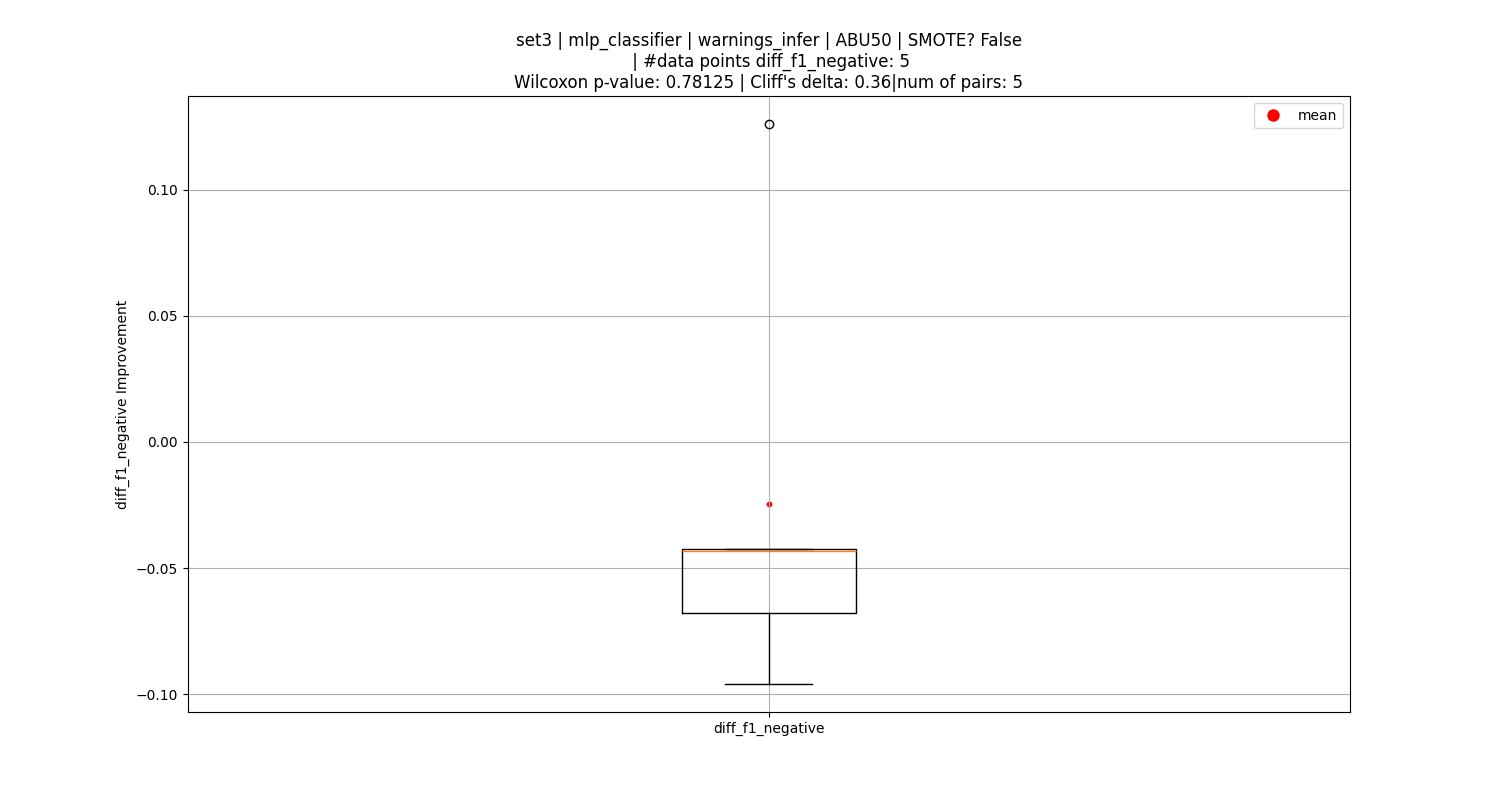 set3 | mlp_classifier | warnings_infer | ABU50 | SMOTE? False
| #data points diff_f1_negative: 5
Wilcoxon p-value: 0.78125 | Cliff's delta: 0.36|num of pairs: 5
mean
0.10
0.05
0.00
−0.05
−0.10
diff_f1_negative Improvement
diff_f1_negative